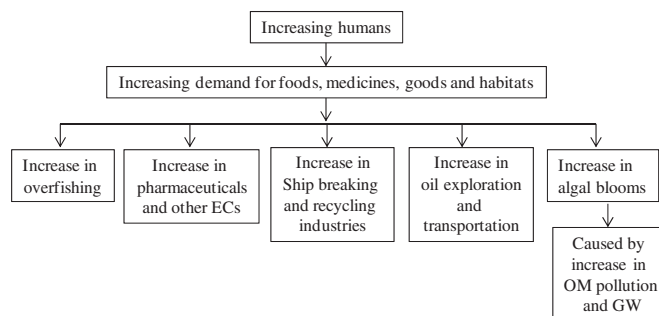 Increasing humans
Increasing demand for foods, medicines, goods and habitats
Increase in
overfishing
Increase in
pharmaceuticals
and other ECs
Increase in
Ship breaking
and recycling
industries
Increase in
oil exploration
and
transportation
Increase in
algal blooms
Caused by
increase in
OM pollution
and GW